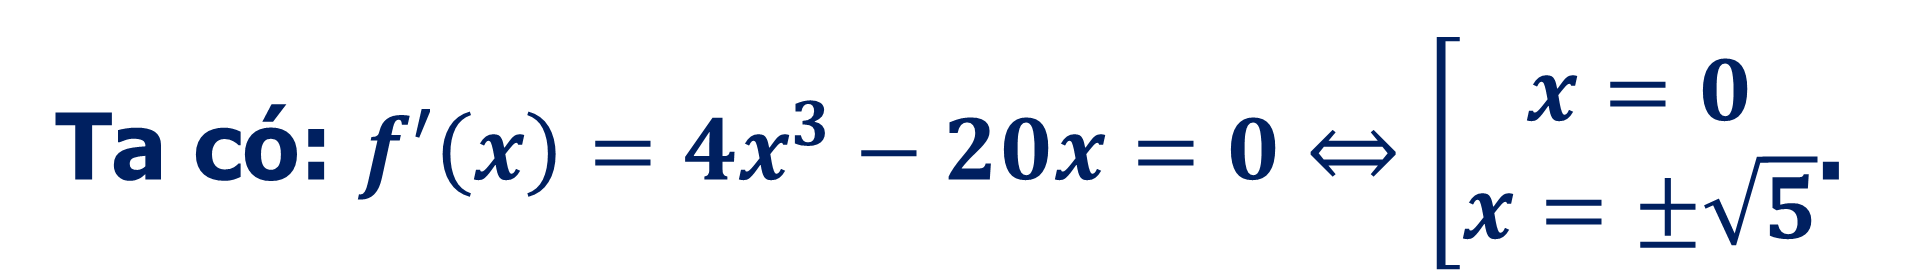 Ta có: f′(x) = 4x³ − 20x = 0 ⇔ [ x = 0
x = ±√5 .